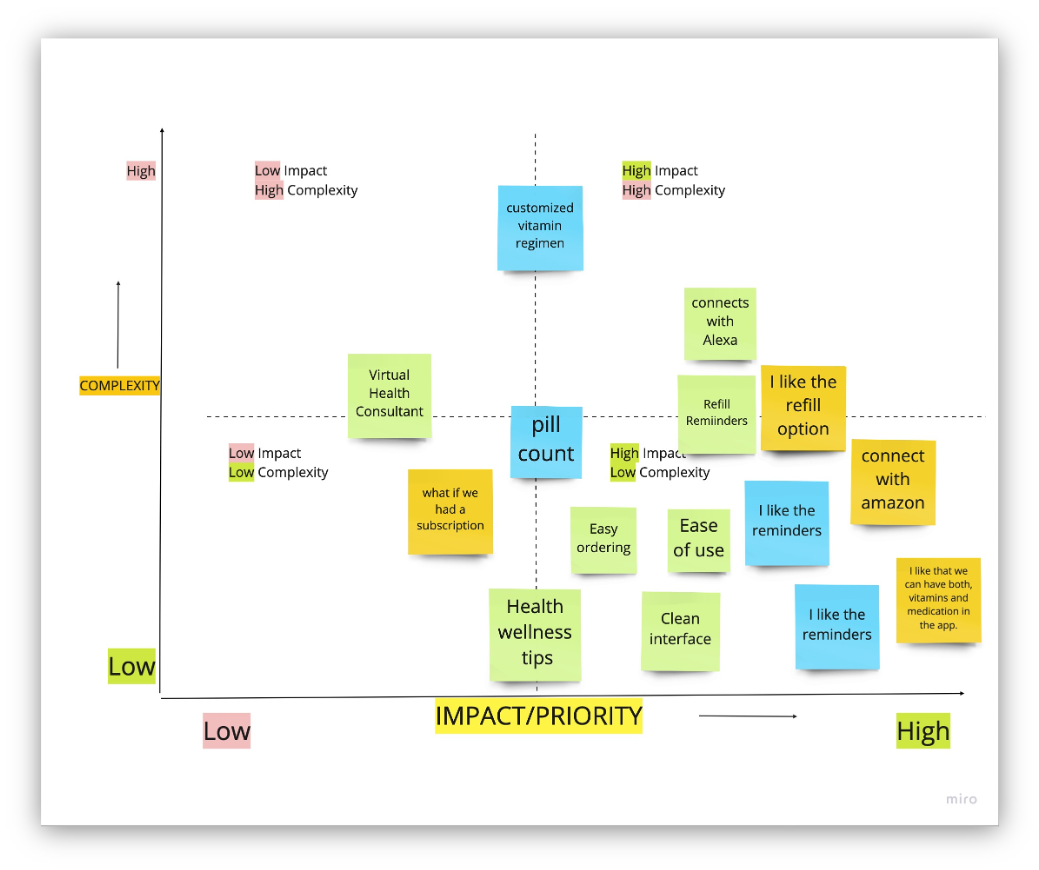 High
Low Impact
High Complexity
High Impact
High Complexity
customized
vitamin
regimen
connects
with
Alexa
COMPLEXITY
Virtual
Health
Consultant
Refill
Remiinders
I like the
refill
option
pill
count
Low Impact
Low Complexity
High Impact
Low Complexity
connect
with
amazon
what if we
had a
subscription
Easy
ordering
Ease
of use
I like the
reminders
I like that we
can have both,
vitamins and
medication in
the app.
Health
wellness
tips
Clean
interface
I like the
reminders
Low
IMPACT/PRIORITY
Low
High
miro